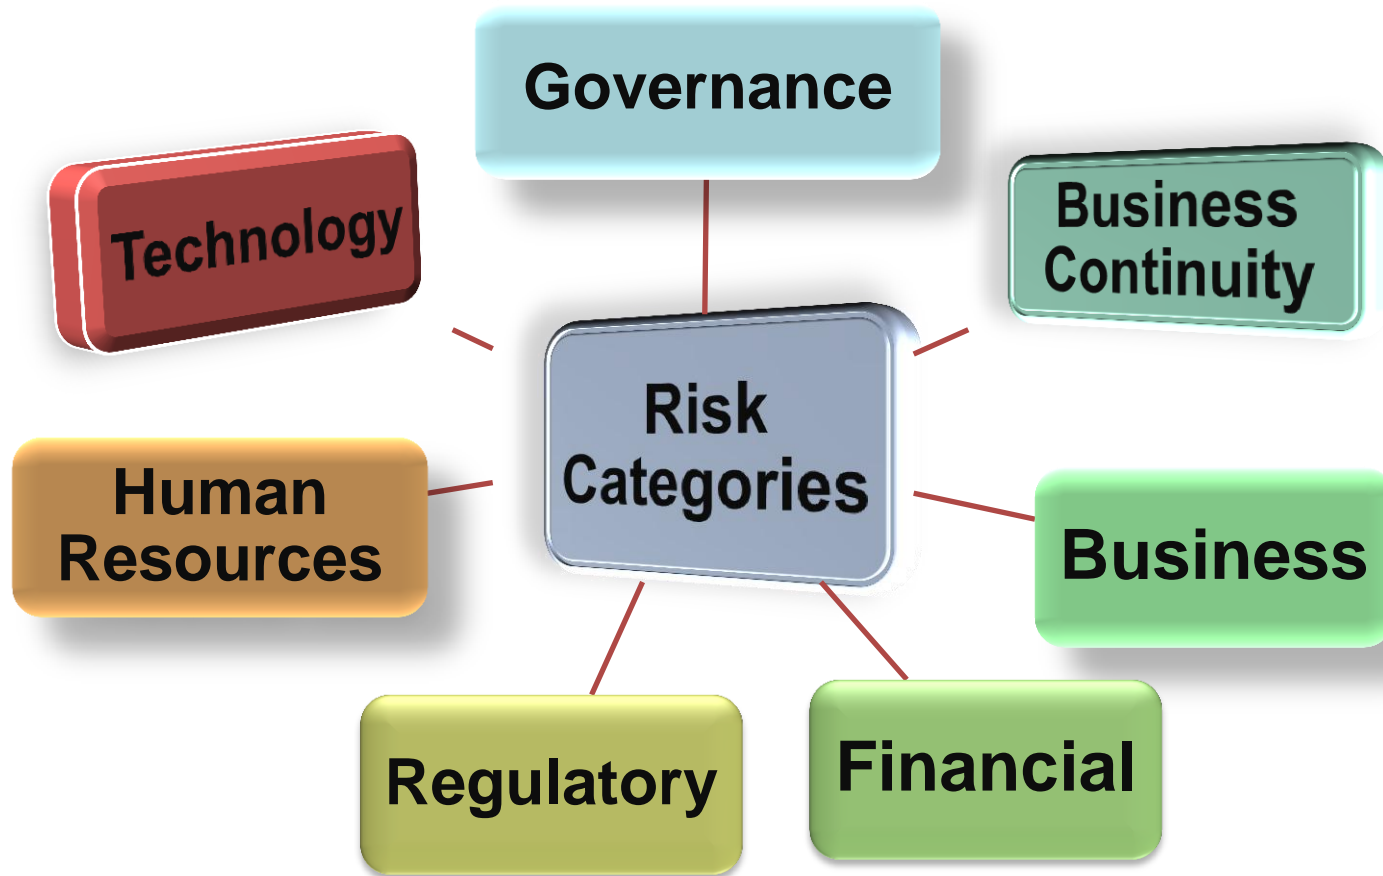 Governance
Technology
Business
Continuity
Risk
Categories
Human
Resources
Business
Regulatory
Financial